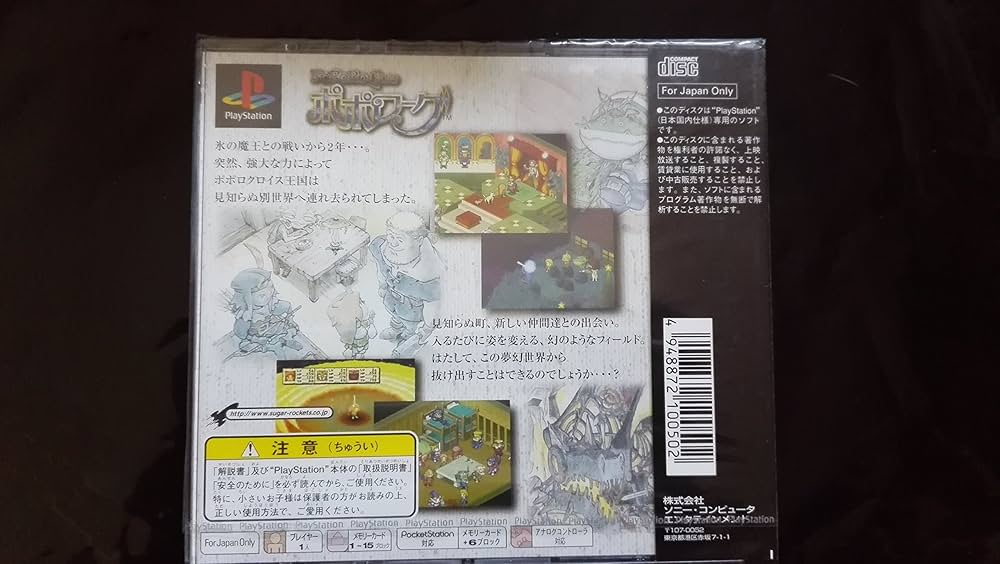 PlayStation
ポポローグ
TM
氷の魔王との戦いから2年・・・。
突然、強大な力によって
ポポロクロイス王国は
見知らぬ別世界へ連れ去られてしまった。
見知らぬ町、新しい仲間達との出会い。
入るたびに姿を変える、幻のようなフィールド。
はたして、この夢幻世界から
抜け出すことはできるのでしょうか・・・?
http://www.sugar-rockets.co.jp
注意(ちゅうい)
「解説書」及び"PlayStation"本体の「取扱説明書」
「安全のために」を必ず読んでから、ご使用ください。
特に、小さいお子様は保護者の方がお読みの上、
正しい使用方法で、ご愛用ください。
For Japan Only
プレイヤー
1人
メモリーカード
1~15ブロック
PocketStation
対応
メモリーカード
+6ブロック
アナログコントローラ
対応
COMPACT
disc
For Japan Only
●このディスクは"PlayStation"
(日本国内仕様)専用のソフト
です。
●このディスクに含まれる著作
物を権利者の許諾なく、上映
放送すること、複製すること、
賃貸業に使用すること、およ
び中古販売することを禁止し
ます。また、ソフトに含まれる
プログラム著作物を無断で解
析することを禁止します。
4 948872 100502
株式会社
ソニー・コンピュータ
エンタテインメント
〒107-0052
東京都港区赤坂7-1-1